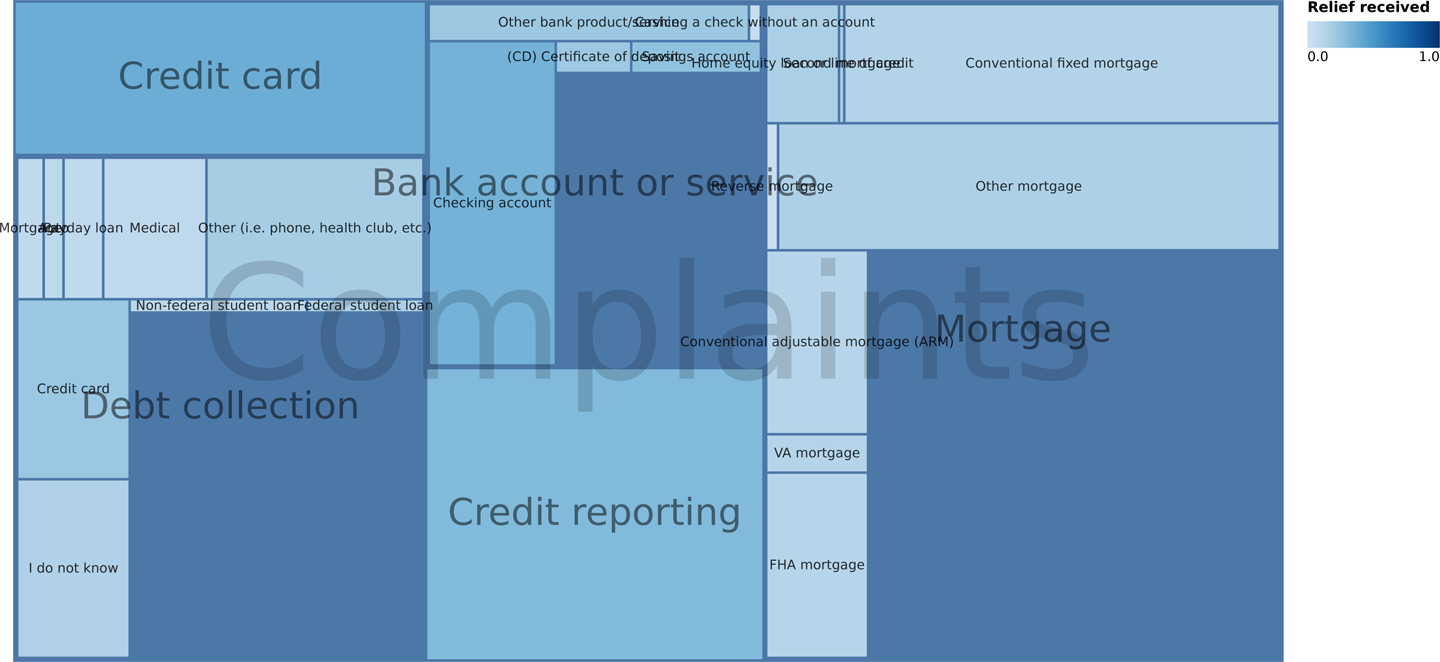 Relief received
0.0 1.0
Complaints
Credit card
Mortgage
Auto
Payday loan
Medical
Other (i.e. phone, health club, etc.)
Non-federal student loan
Federal student loan
Credit card
Debt collection
I do not know
Other bank product/service
Cashing a check without an account
(CD) Certificate of deposit
Savings account
Bank account or service
Checking account
Credit reporting
Home equity loan or line of credit
Second mortgage
Conventional fixed mortgage
Reverse mortgage
Other mortgage
Mortgage
Conventional adjustable mortgage (ARM)
VA mortgage
FHA mortgage